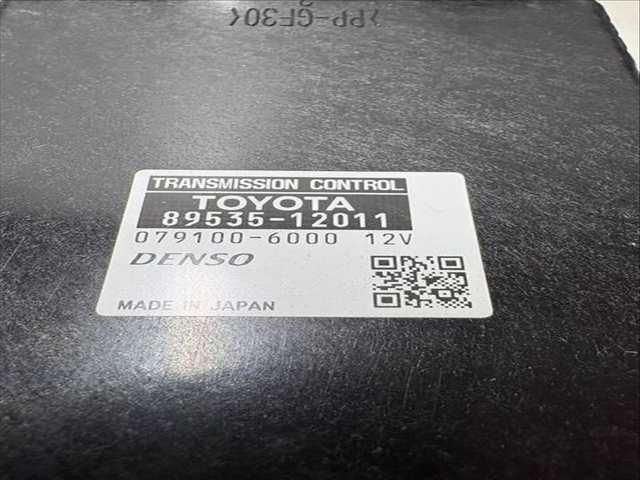 >PP-GF30<
TRANSMISSION CONTROL
TOYOTA
89535-12011
079100-6000 12V
DENSO
MADE IN JAPAN